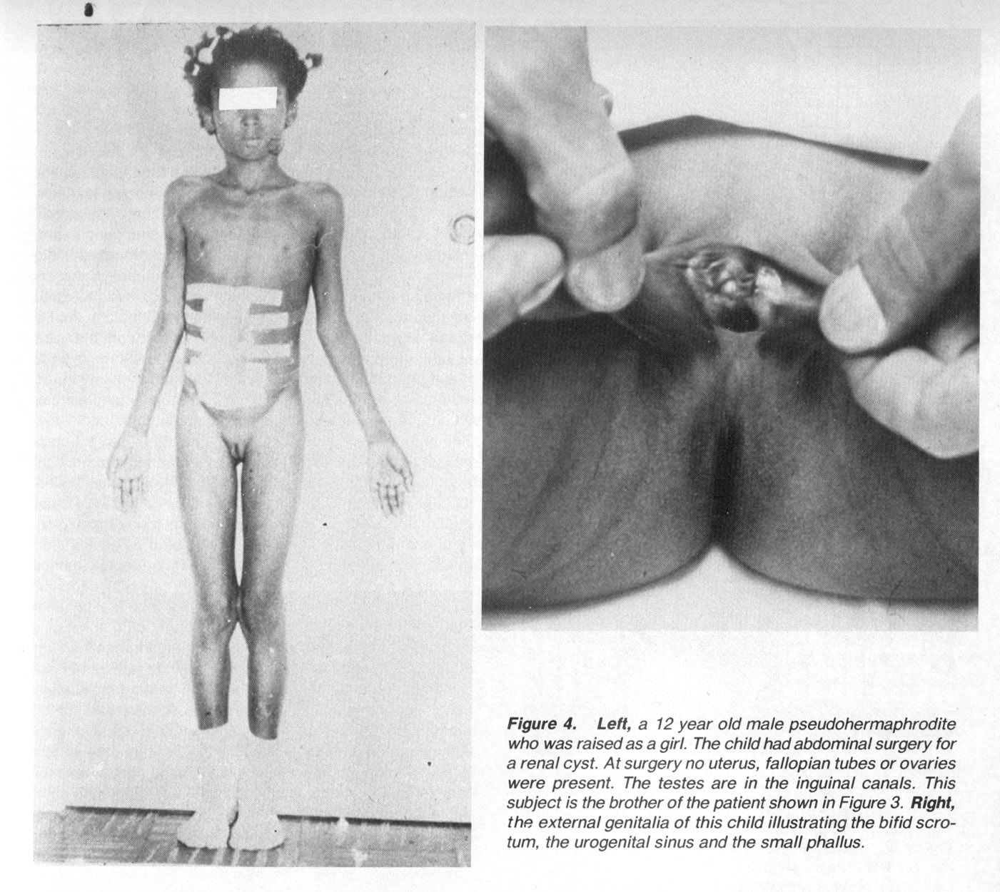 Figure 4. Left, a 12 year old male pseudohermaphrodite
who was raised as a girl. The child had abdominal surgery for
a renal cyst. At surgery no uterus, fallopian tubes or ovaries
were present. The testes are in the inguinal canals. This
subject is the brother of the patient shown in Figure 3. Right,
the external genitalia of this child illustrating the bifid scro-
tum, the urogenital sinus and the small phallus.